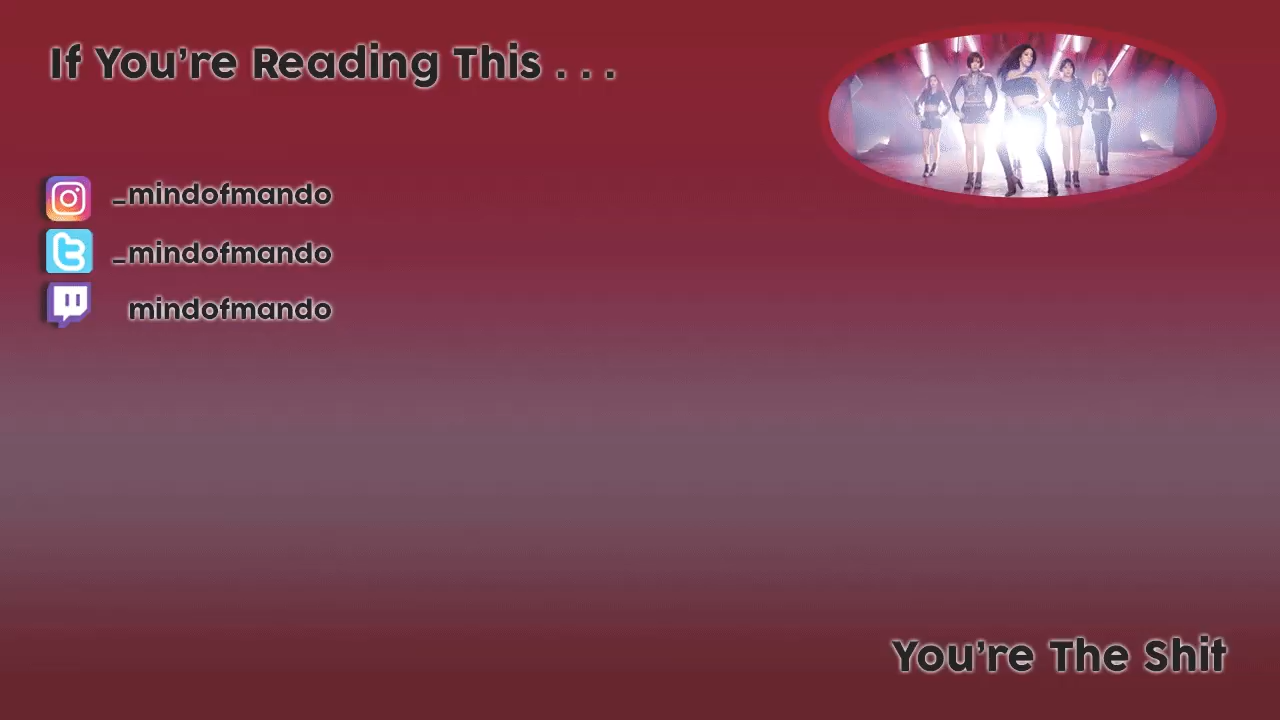 If You’re Reading This . . .
_mindofmando
_mindofmando
mindofmando
You’re The Shit